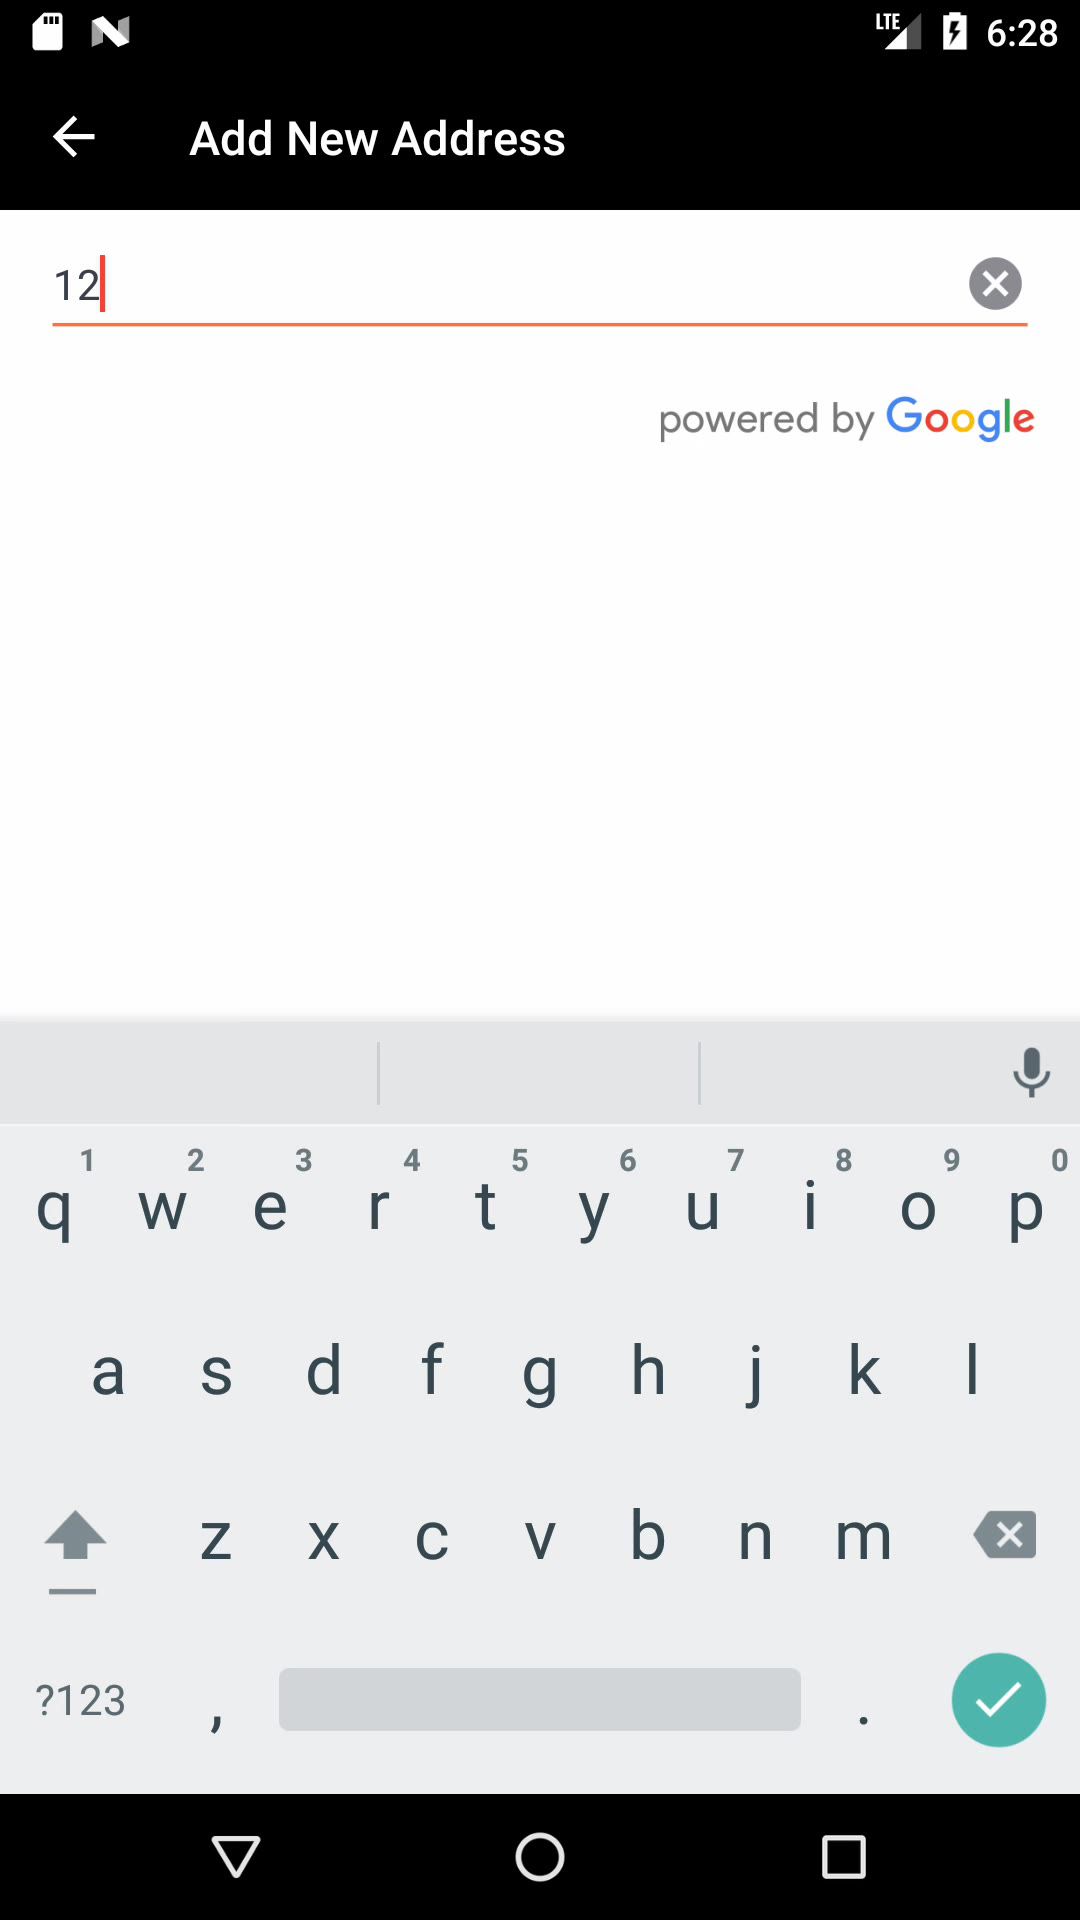 LTE 6:28
Add New Address
12
powered by Google
1 2 3 4 5 6 7 8 9 0
q w e r t y u i o p
a s d f g h j k l
z x c v b n m
?123 , .